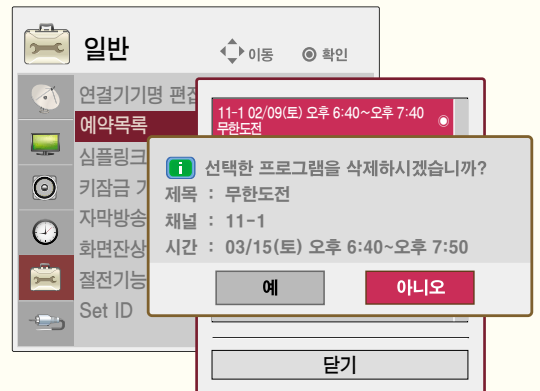 일반
이동 확인
연결기기명 편집
예약목록
심플링크
키잠금
자막방송
화면잔상
절전기능
Set ID
11-1 02/09(토) 오후 6:40~오후 7:40
무한도전
선택한 프로그램을 삭제하시겠습니까?
제목 : 무한도전
채널 : 11-1
시간 : 03/15(토) 오후 6:40~오후 7:50
예 아니오
닫기